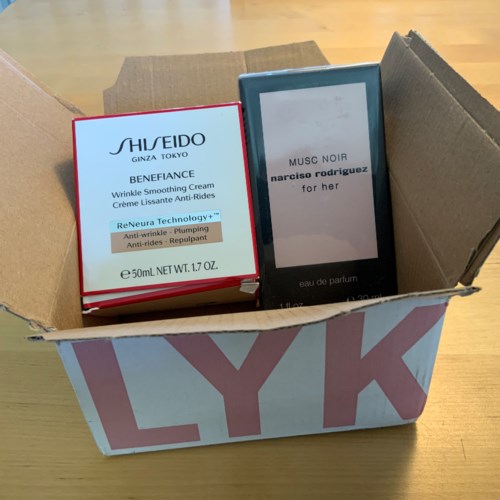 SHISEIDO
GINZA TOKYO
BENEFIANCE
Wrinkle Smoothing Cream
Crème Lissante Anti-Rides
ReNeura Technology+™
Anti-wrinkle · Plumping
Anti-rides · Repulpant
℮ 50mL NET WT. 1.7 OZ.
MUSC NOIR
narciso rodriguez
for her
eau de parfum
LYK